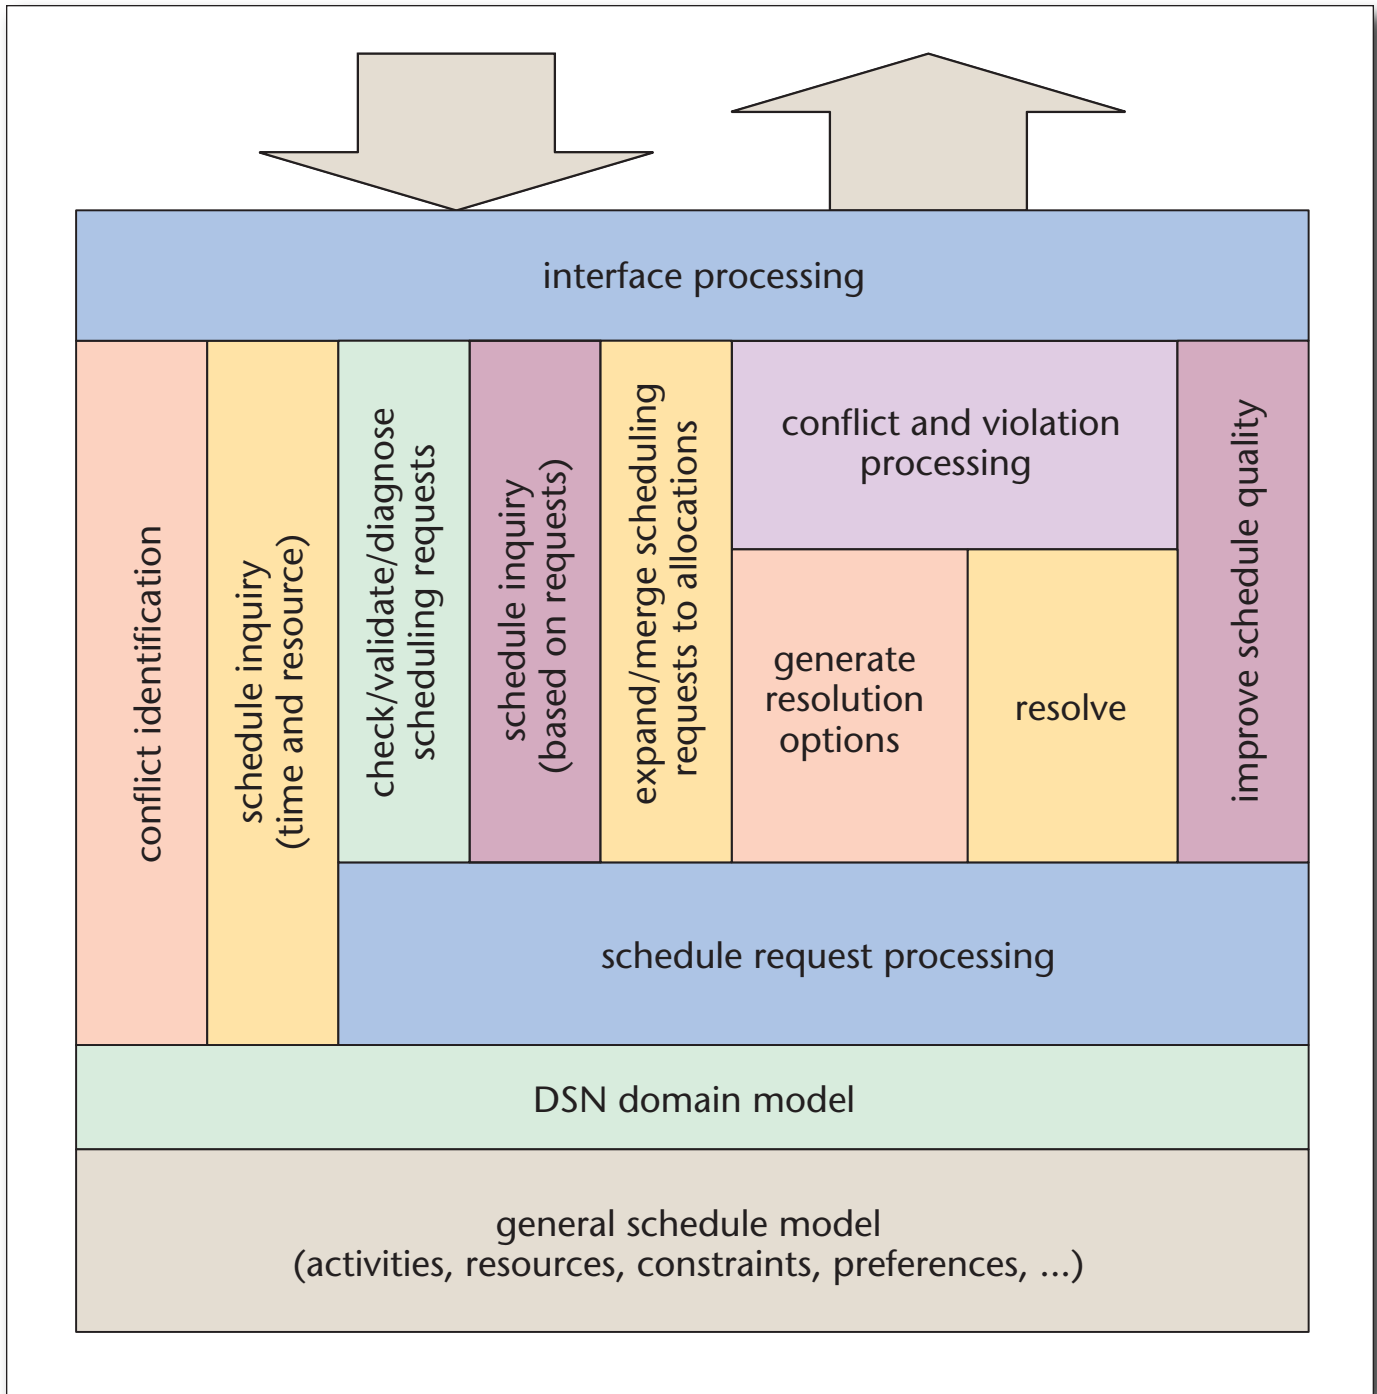 interface processing
conflict identification
schedule inquiry
(time and resource)
check/validate/diagnose
scheduling requests
schedule inquiry
(based on requests)
expand/merge scheduling
requests to allocations
conflict and violation
processing
generate
resolution
options
resolve
improve schedule quality
schedule request processing
DSN domain model
general schedule model
(activities, resources, constraints, preferences, ...)